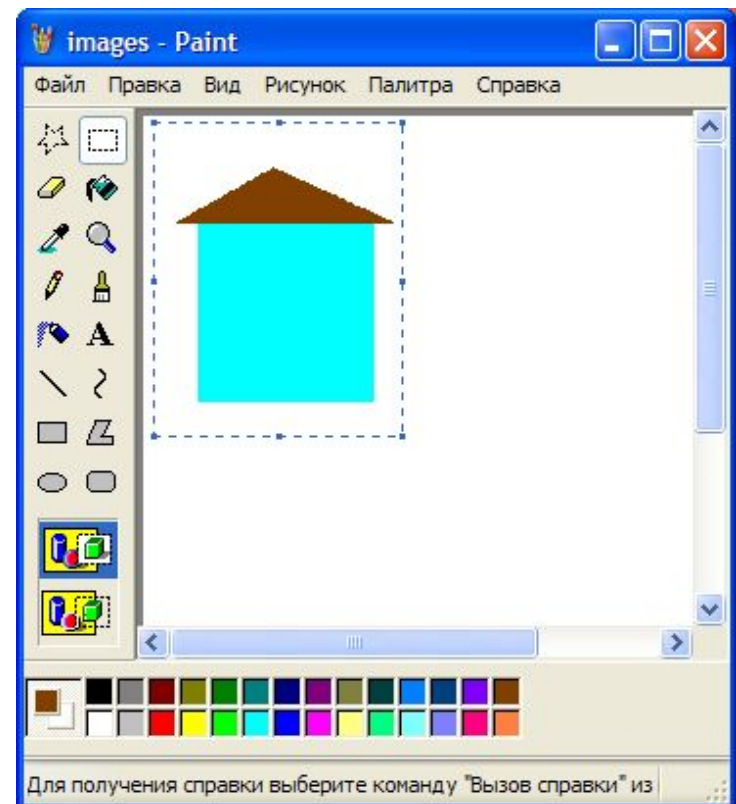 images - Paint
Файл Правка Вид Рисунок Палитра Справка
A
Для получения справки выберите команду "Вызов справки" из